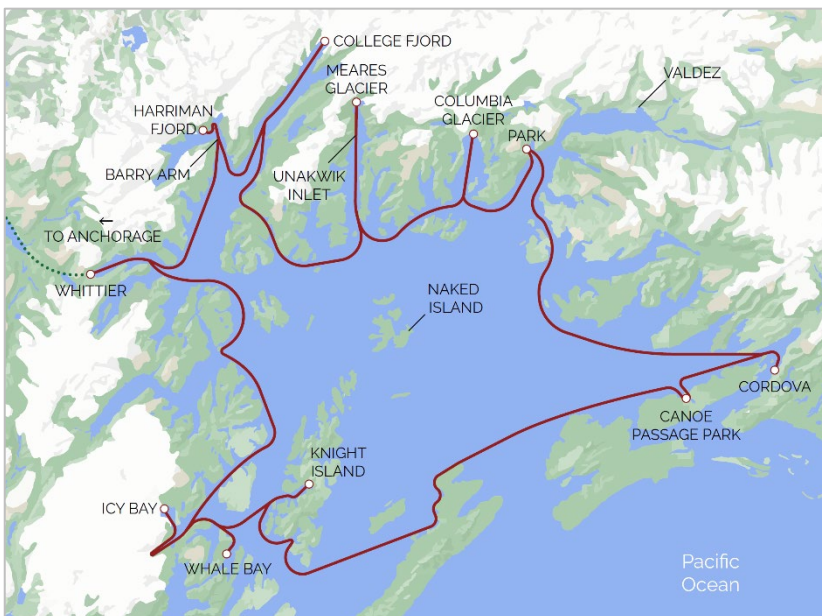 COLLEGE FJORD
MEARES
GLACIER
VALDEZ
HARRIMAN
FJORD
COLUMBIA
GLACIER
PARK
BARRY ARM
UNAKWIK
INLET
←
TO ANCHORAGE
WHITTIER
NAKED
ISLAND
CORDOVA
CANOE
PASSAGE PARK
KNIGHT
ISLAND
ICY BAY
WHALE BAY
Pacific
Ocean